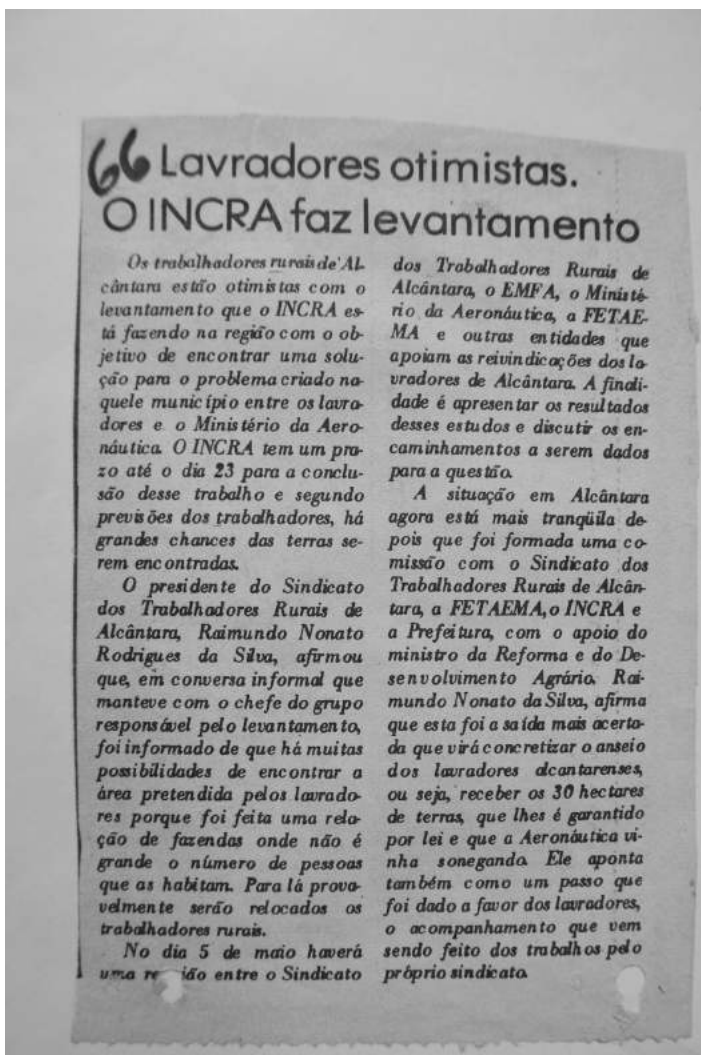 66 Lavradores otimistas.
O INCRA faz levantamento
Os trabalhadores rurais de Al-
cântara estão otimistas com o
levantamento que o INCRA es-
tá fazendo na região com o ob-
jetivo de encontrar uma solu-
ção para o problema criado na-
quele município entre os lavra-
dores e o Ministério da Aero-
náutica. O INCRA tem um pra-
zo até o dia 23 para a conclu-
são desse trabalho e segundo
previsões dos trabalhadores, há
grandes chances das terras se-
rem encontradas.
O presidente do Sindicato
dos Trabalhadores Rurais de
Alcântara, Raimundo Nonato
Rodrigues da Silva, afirmou
que, em conversa informal que
manteve com o chefe do grupo
responsável pelo levantamento,
foi informado de que há muitas
possibilidades de encontrar a
área pretendida pelos lavrado-
res porque foi feita uma rela-
ção de fazendas onde não é
grande o número de pessoas
que as habitam. Para lá prova-
velmente serão relocados os
trabalhadores rurais.
No dia 5 de maio haverá
uma re ião entre o Sindicato
dos Trabalhadores Rurais de
Alcântara, o EMFA, o Ministé-
rio da Aeronáutica, a FETAE-
MA e outras entidades que
apoiam as reivindicações dos la-
vradores de Alcântara. A finali-
dade é apresentar os resultados
desses estudos e discutir os en-
caminhamentos a serem dados
para a questão.
A situação em Alcântara
agora está mais tranqüila de-
pois que foi formada uma co-
missão com o Sindicato dos
Trabalhadores Rurais de Alcân-
tara, a FETAEMA, o INCRA e
a Prefeitura, com o apoio do
ministro da Reforma e do De-
senvolvimento Agrário. Rai-
mundo Nonato da Silva, afirma
que esta foi a saída mais acerta-
da que virá concretizar o anseio
dos lavradores alcantarenses,
ou seja, receber os 30 hectares
de terras, que lhes é garantido
por lei e que a Aeronáutica vi-
nha sonegando. Ele aponta
também como um passo que
foi dado a favor dos lavradores,
o acompanhamento que vem
sendo feito dos trabalhos pelo
próprio sindicato.